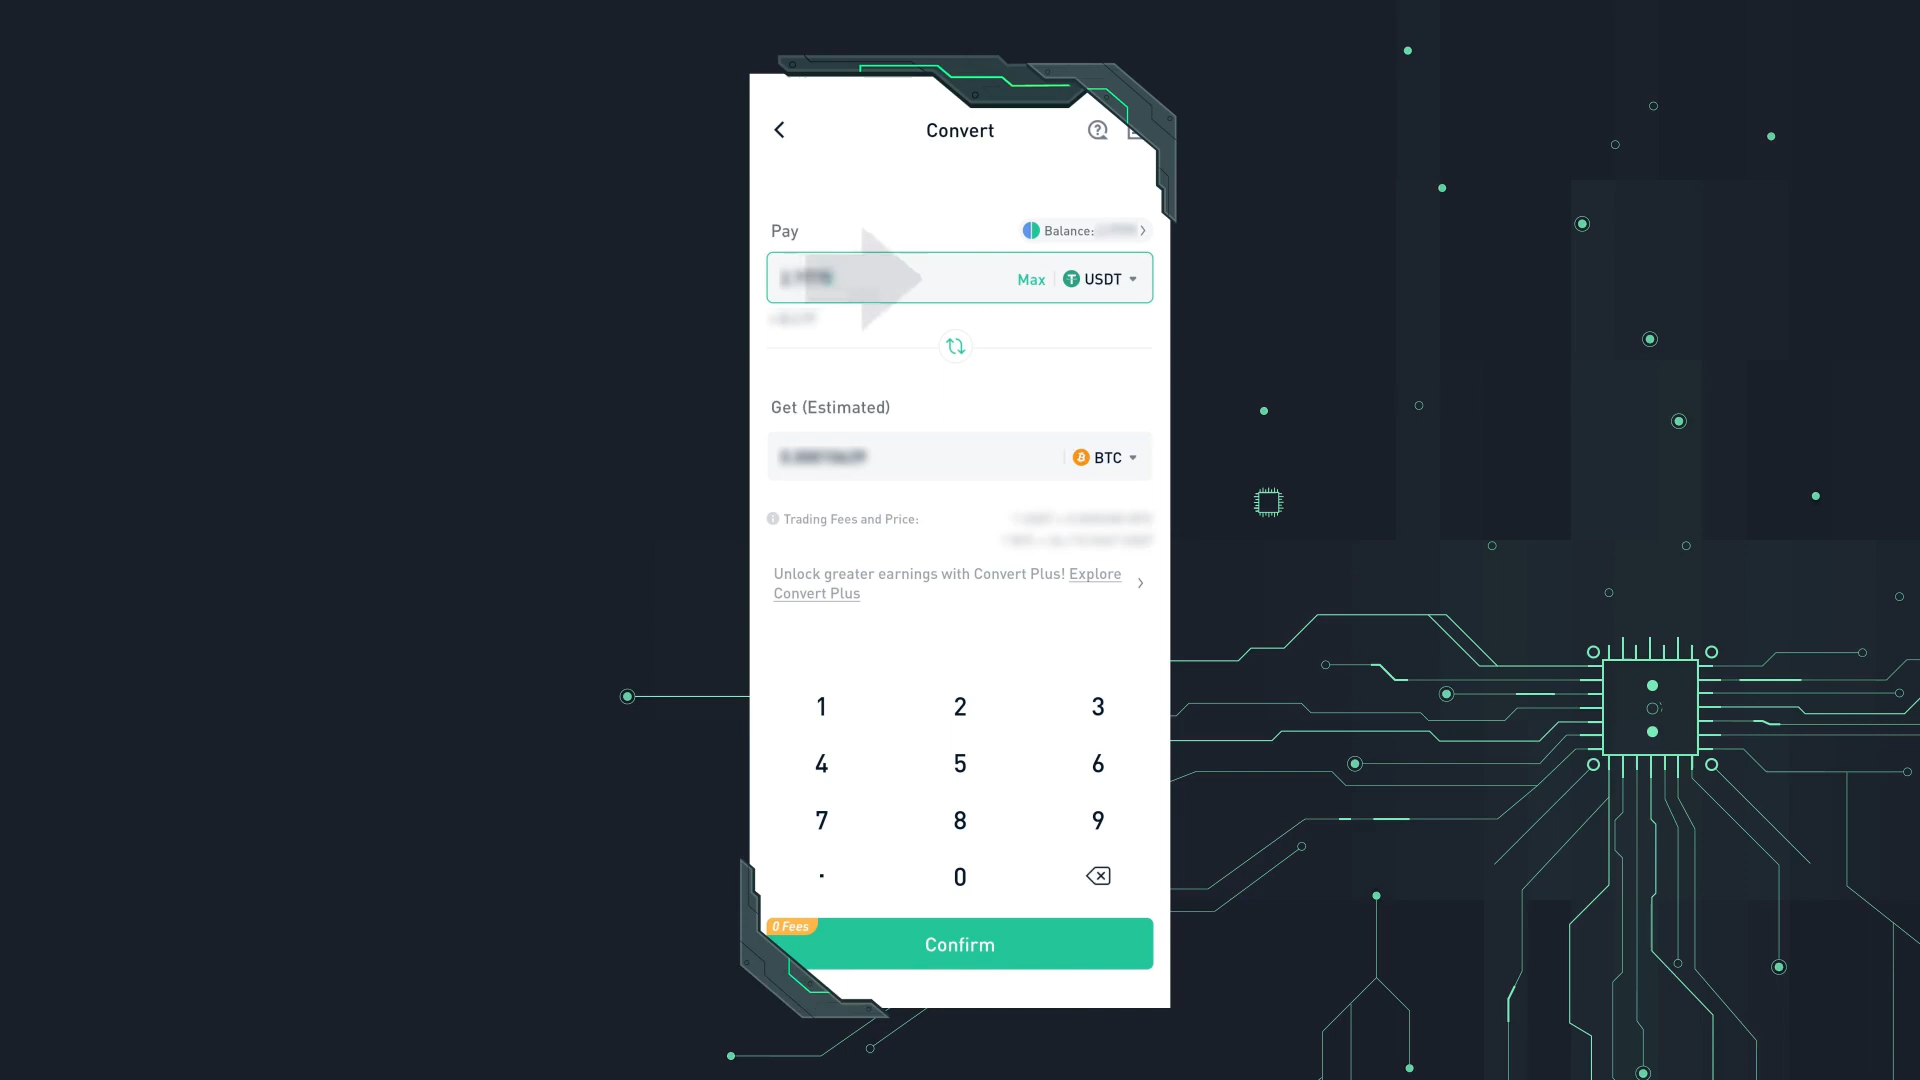 Convert
Pay
Balance:
Max
USDT
Get (Estimated)
BTC
Trading Fees and Price:
Unlock greater earnings with Convert Plus! Explore
Convert Plus
1 2 3
4 5 6
7 8 9
. 0
0 Fees
Confirm